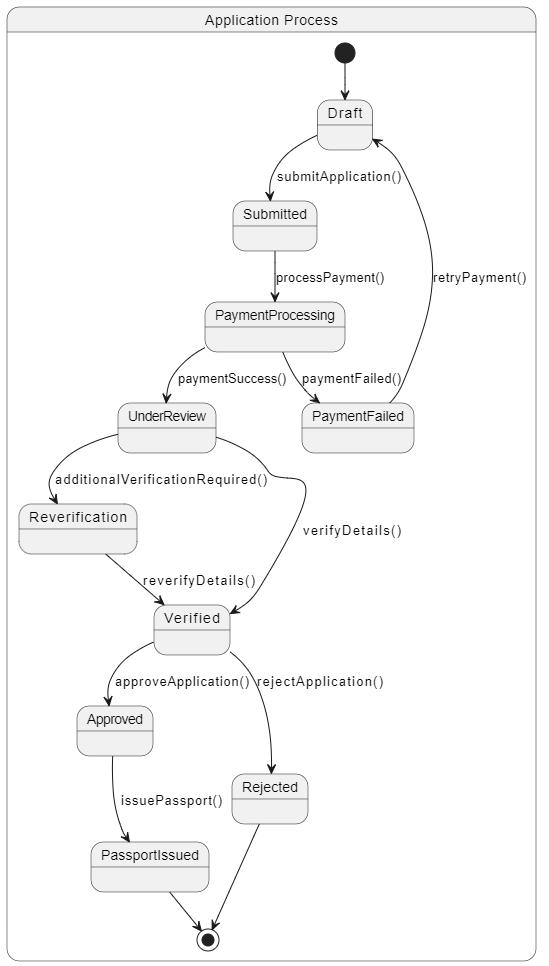 Application Process
Draft
submitApplication()
Submitted
processPayment()
retryPayment()
PaymentProcessing
paymentSuccess()
paymentFailed()
UnderReview
PaymentFailed
additionalVerificationRequired()
Reverification
verifyDetails()
reverifyDetails()
Verified
approveApplication()
rejectApplication()
Approved
Rejected
issuePassport()
PassportIssued